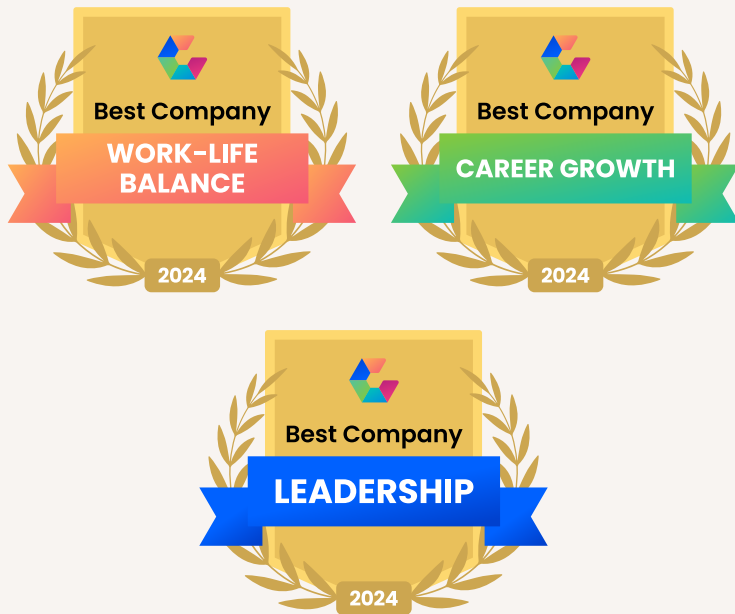 Best Company
WORK-LIFE
BALANCE
2024
Best Company
CAREER GROWTH
2024
Best Company
LEADERSHIP
2024